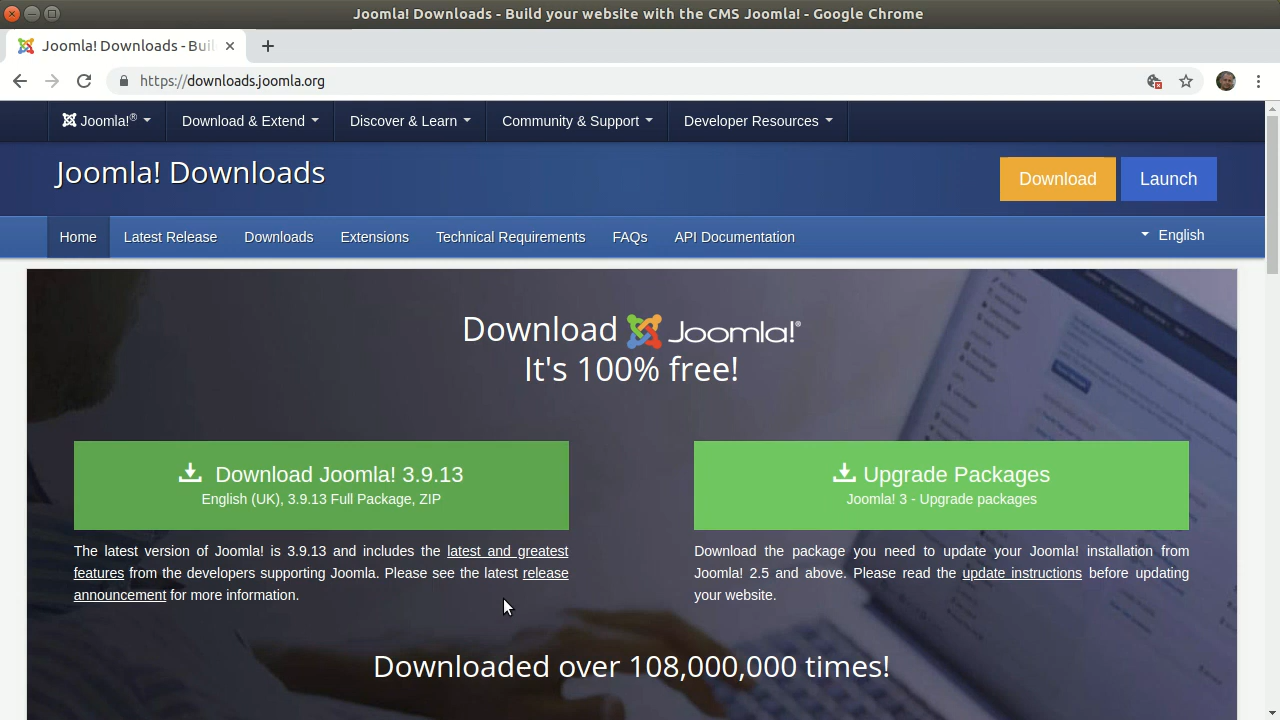 Joomla! Downloads - Build your website with the CMS Joomla! - Google Chrome
Joomla! Downloads - Buil
https://downloads.joomla.org
Joomla!® Download & Extend Discover & Learn Community & Support Developer Resources
Joomla! Downloads
Download Launch
Home Latest Release Downloads Extensions Technical Requirements FAQs API Documentation English
Download Joomla!®
It's 100% free!
Download Joomla! 3.9.13
English (UK), 3.9.13 Full Package, ZIP
The latest version of Joomla! is 3.9.13 and includes the latest and greatest
features from the developers supporting Joomla. Please see the latest release
announcement for more information.
Upgrade Packages
Joomla! 3 - Upgrade packages
Download the package you need to update your Joomla! installation from
Joomla! 2.5 and above. Please read the update instructions before updating
your website.
Downloaded over 108,000,000 times!